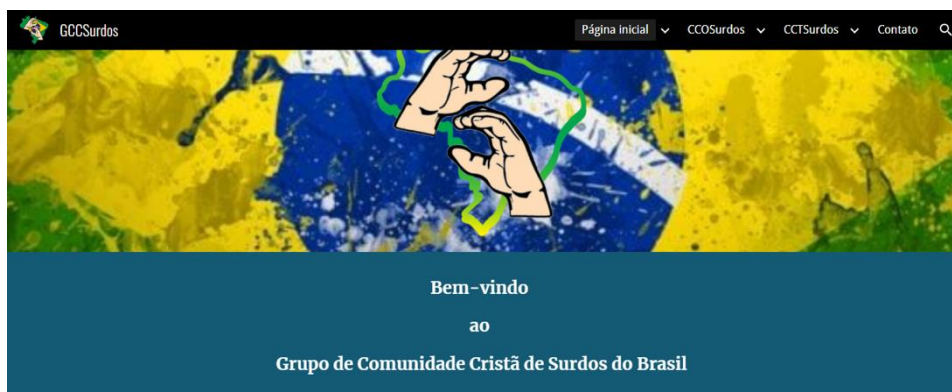 GCCSurdos
Página inicial CCOSurdos CCTSurdos Contato
Bem-vindo
ao
Grupo de Comunidade Cristã de Surdos do Brasil